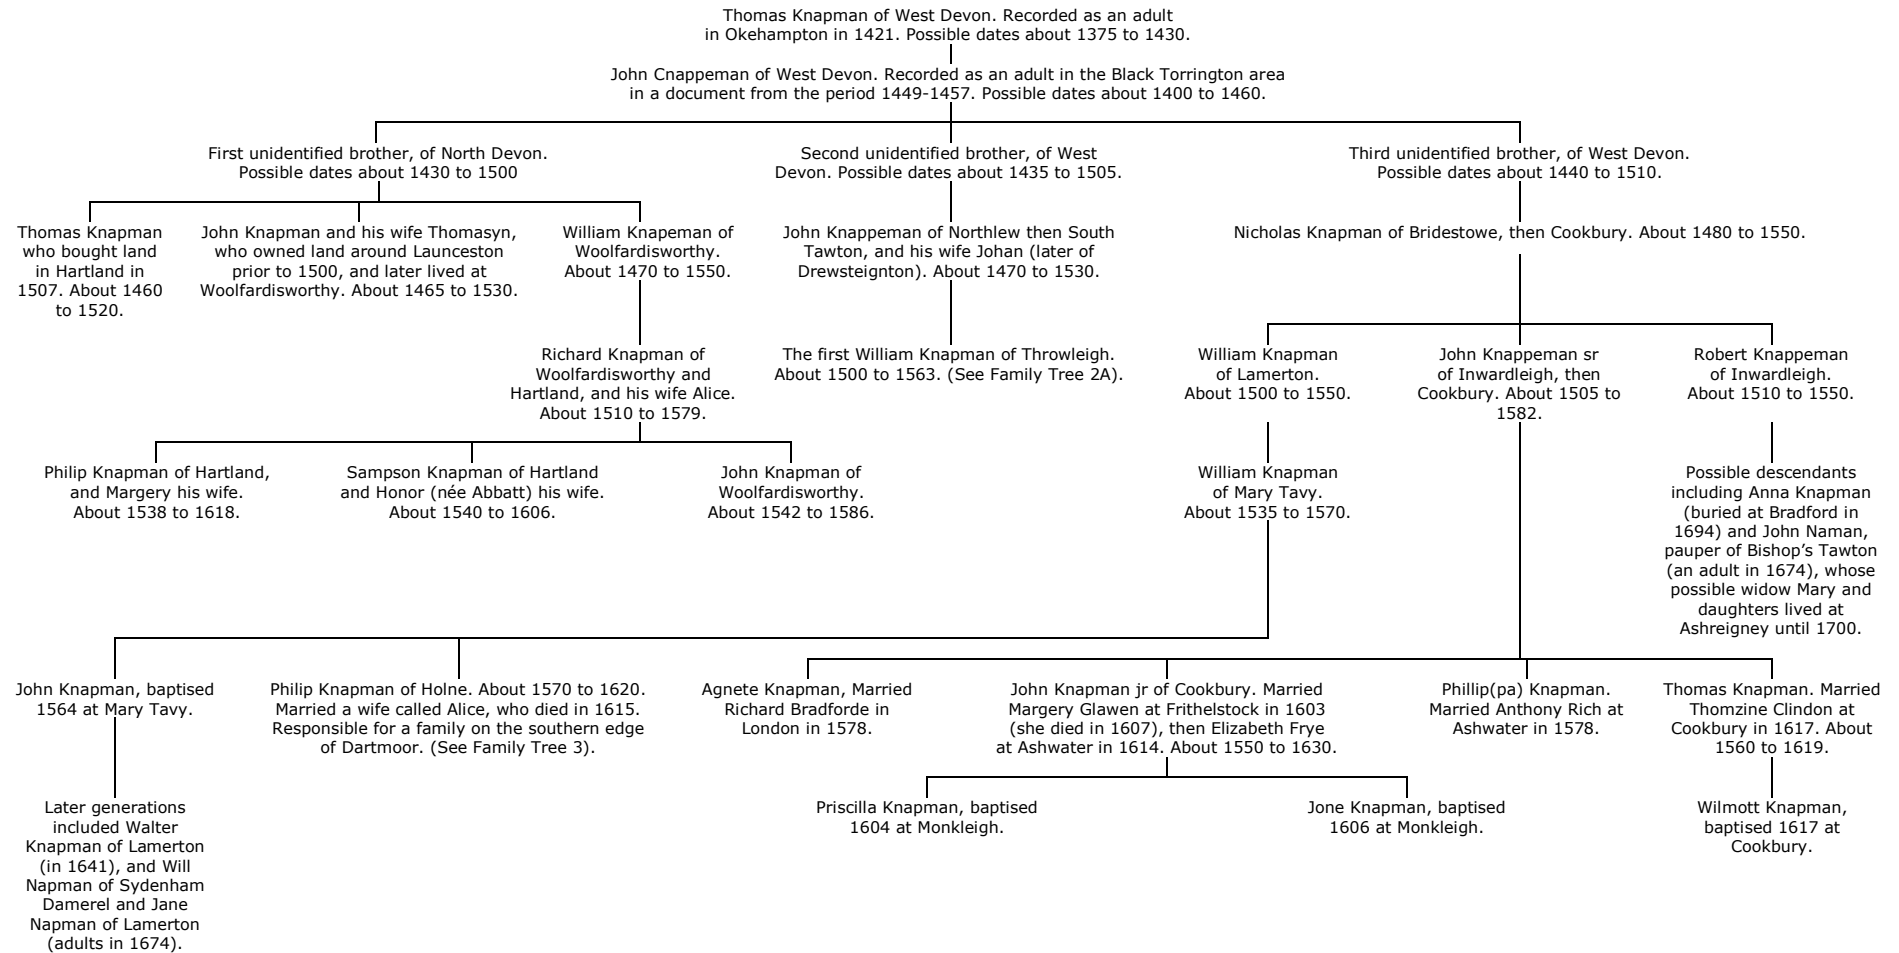 Thomas Knapman of West Devon. Recorded as an adult
in Okehampton in 1421. Possible dates about 1375 to 1430.
John Cnappeman of West Devon. Recorded as an adult in the Black Torrington area
in a document from the period 1449-1457. Possible dates about 1400 to 1460.
First unidentified brother, of North Devon.
Possible dates about 1430 to 1500
Second unidentified brother, of West
Devon. Possible dates about 1435 to 1505.
Third unidentified brother, of West Devon.
Possible dates about 1440 to 1510.
Thomas Knapman
who bought land
in Hartland in
1507. About 1460
to 1520.
John Knapman and his wife Thomasyn,
who owned land around Launceston
prior to 1500, and later lived at
Woolfardisworthy. About 1465 to 1530.
William Knapeman of
Woolfardisworthy.
About 1470 to 1550.
John Knappeman of Northlew then South
Tawton, and his wife Johan (later of
Drewsteignton). About 1470 to 1530.
Nicholas Knapman of Bridestowe, then Cookbury. About 1480 to 1550.
Richard Knapman of
Woolfardisworthy and
Hartland, and his wife Alice.
About 1510 to 1579.
The first William Knapman of Throwleigh.
About 1500 to 1563. (See Family Tree 2A).
William Knapman
of Lamerton.
About 1500 to 1550.
John Knappeman sr
of Inwardleigh, then
Cookbury. About 1505 to
1582.
Robert Knappeman
of Inwardleigh.
About 1510 to 1550.
Philip Knapman of Hartland,
and Margery his wife.
About 1538 to 1618.
Sampson Knapman of Hartland
and Honor (née Abbatt) his wife.
About 1540 to 1606.
John Knapman of
Woolfardisworthy.
About 1542 to 1586.
William Knapman
of Mary Tavy.
About 1535 to 1570.
Possible descendants
including Anna Knapman
(buried at Bradford in
1694) and John Naman,
pauper of Bishop’s Tawton
(an adult in 1674), whose
possible widow Mary and
daughters lived at
Ashreigney until 1700.
John Knapman, baptised
1564 at Mary Tavy.
Philip Knapman of Holne. About 1570 to 1620.
Married a wife called Alice, who died in 1615.
Responsible for a family on the southern edge
of Dartmoor. (See Family Tree 3).
Agnete Knapman, Married
Richard Bradforde in
London in 1578.
John Knapman jr of Cookbury. Married
Margery Glawen at Frithelstock in 1603
(she died in 1607), then Elizabeth Frye
at Ashwater in 1614. About 1550 to 1630.
Phillip(pa) Knapman.
Married Anthony Rich at
Ashwater in 1578.
Thomas Knapman. Married
Thomzine Clindon at
Cookbury in 1617. About
1560 to 1619.
Later generations
included Walter
Knapman of Lamerton
(in 1641), and Will
Napman of Sydenham
Damerel and Jane
Napman of Lamerton
(adults in 1674).
Priscilla Knapman, baptised
1604 at Monkleigh.
Jone Knapman, baptised
1606 at Monkleigh.
Wilmott Knapman,
baptised 1617 at
Cookbury.